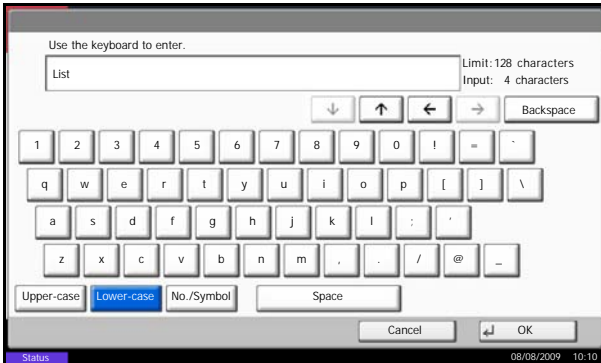 Use the keyboard to enter.
List
Limit: 128 characters
Input: 4 characters
Backspace
1 2 3 4 5 6 7 8 9 0 ! = `
q w e r t y u i o p [ ] \
a s d f g h j k l ; '
z x c v b n m , . / @ _
Upper-case Lower-case No./Symbol Space
Cancel OK
Status 08/08/2009 10:10